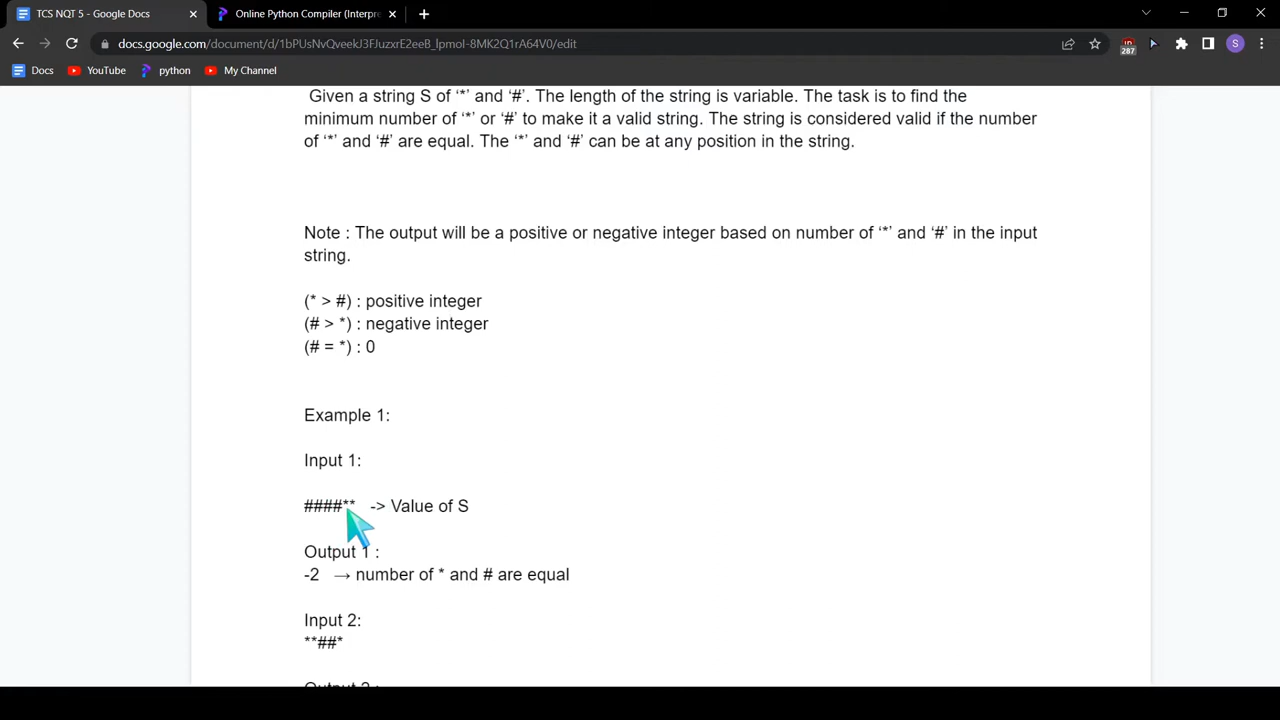 TCS NQT 5 - Google Docs
Online Python Compiler (Interpre
docs.google.com/document/d/1bPUsNvQveekJ3FJuzxrE2eeB_lpmoI-8MK2Q1rA64V0/edit
287
S
Docs
YouTube
python
My Channel
Given a string S of ‘*’ and ‘#’. The length of the string is variable. The task is to find the
minimum number of ‘*’ or ‘#’ to make it a valid string. The string is considered valid if the number
of ‘*’ and ‘#’ are equal. The ‘*’ and ‘#’ can be at any position in the string.
Note : The output will be a positive or negative integer based on number of ‘*’ and ‘#’ in the input
string.
(* > #) : positive integer
(# > *) : negative integer
(# = *) : 0
Example 1:
Input 1:
####** -> Value of S
Output 1 :
-2 → number of * and # are equal
Input 2:
**##*